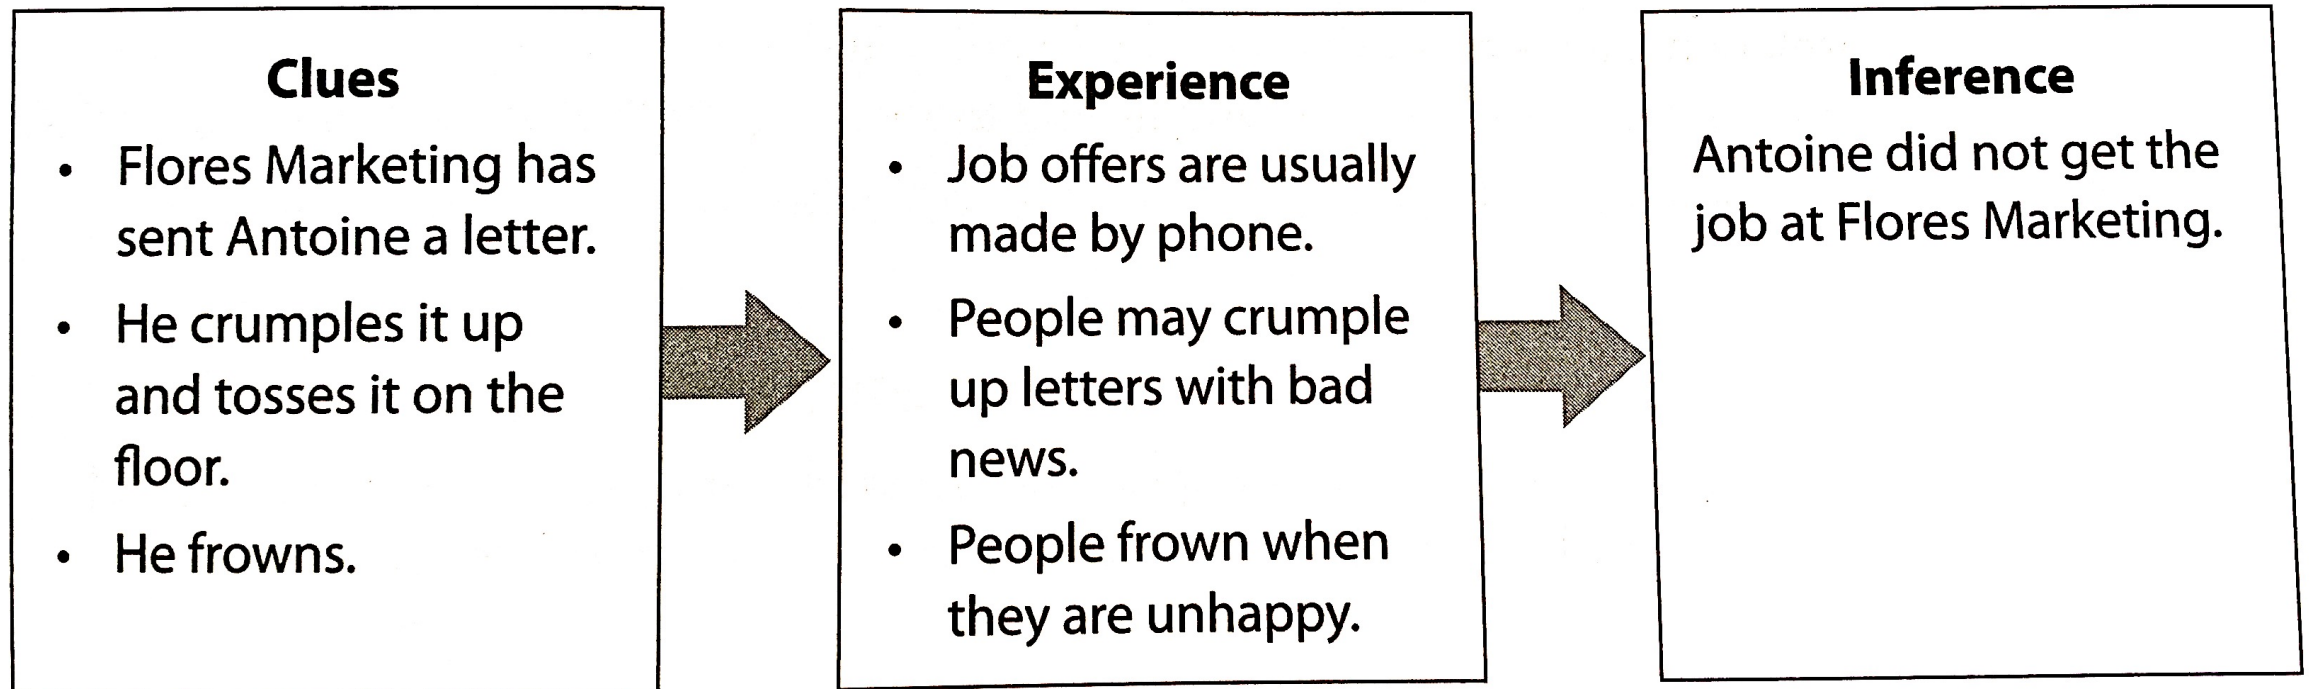 Clues
• Flores Marketing has
sent Antoine a letter.
• He crumples it up
and tosses it on the
floor.
• He frowns.
Experience
• Job offers are usually
made by phone.
• People may crumple
up letters with bad
news.
• People frown when
they are unhappy.
Inference
Antoine did not get the
job at Flores Marketing.